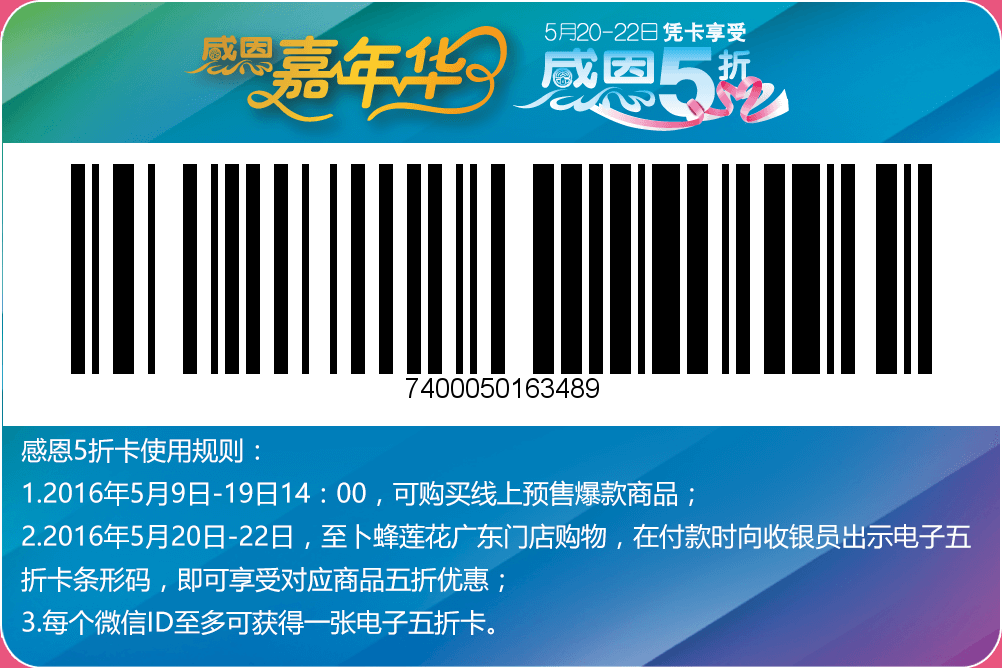 感恩嘉年华
5月20-22日 凭卡享受
感恩5折
7400050163489
感恩5折卡使用规则：
1.2016年5月9日-19日14：00，可购买线上预售爆款商品；
2.2016年5月20日-22日，至卜蜂莲花广东门店购物，在付款时向收银员出示电子五
折卡条形码，即可享受对应商品五折优惠；
3.每个微信ID至多可获得一张电子五折卡。